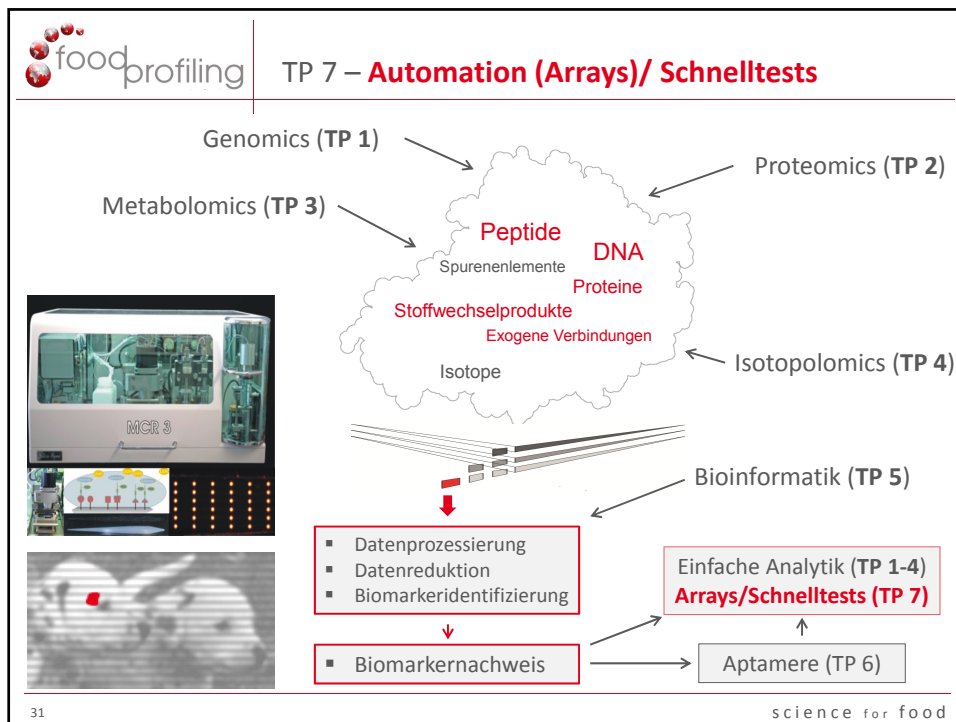 foodprofiling
TP 7 – Automation (Arrays)/ Schnelltests
Genomics (TP 1)
Proteomics (TP 2)
Metabolomics (TP 3)
Peptide
DNA
Spurenenlemente
Proteine
Stoffwechselprodukte
Exogene Verbindungen
Isotopolomics (TP 4)
Isotope
MCR 3
Bioinformatik (TP 5)
▪ Datenprozessierung
▪ Datenreduktion
▪ Biomarkeridentifizierung
Einfache Analytik (TP 1-4)
Arrays/Schnelltests (TP 7)
▪ Biomarkernachweis
Aptamere (TP 6)
31
science for food